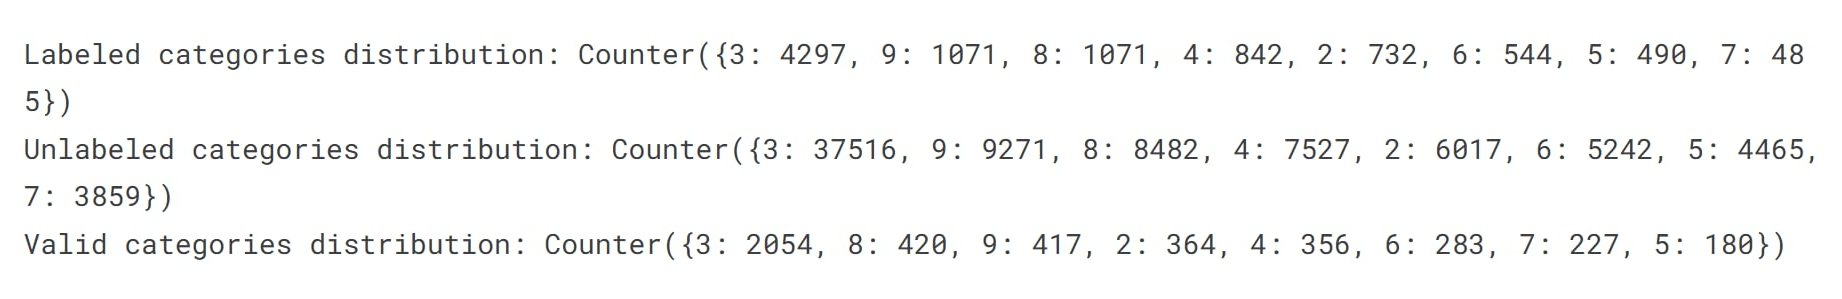 Labeled categories distribution: Counter({3: 4297, 9: 1071, 8: 1071, 4: 842, 2: 732, 6: 544, 5: 490, 7: 48
5})
Unlabeled categories distribution: Counter({3: 37516, 9: 9271, 8: 8482, 4: 7527, 2: 6017, 6: 5242, 5: 4465,
7: 3859})
Valid categories distribution: Counter({3: 2054, 8: 420, 9: 417, 2: 364, 4: 356, 6: 283, 7: 227, 5: 180})